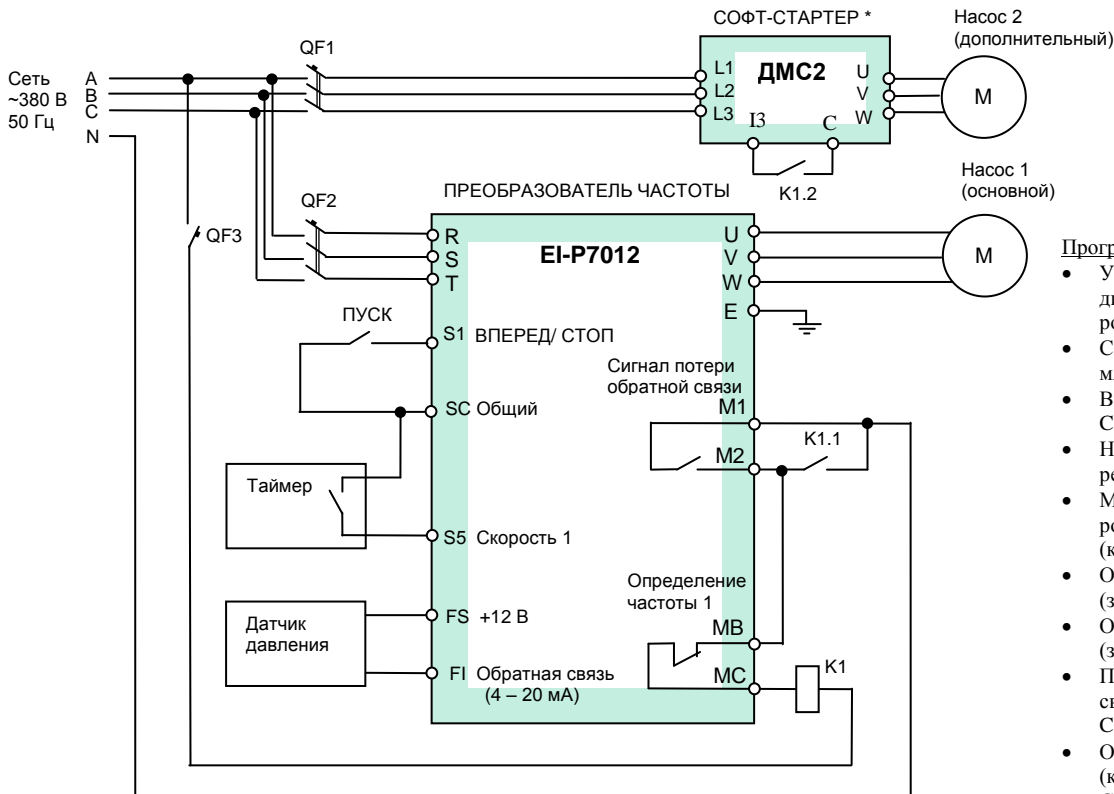 СОФТ-СТАРТЕР *
Насос 2
(дополнительный)
QF1
Сеть
~380 В
50 Гц
A
B
C
N
L1
L2
L3
ДМС2
U
V
W
I3
C
M
K1.2
Насос 1
(основной)
ПРЕОБРАЗОВАТЕЛЬ ЧАСТОТЫ
QF2
QF3
R
S
T
EI-P7012
U
V
W
E
M
ПУСК
S1 ВПЕРЕД/ СТОП
Сигнал потери
обратной связи
SC Общий
M1
K1.1
M2
Таймер
S5 Скорость 1
Определение
частоты 1
Датчик
давления
FS +12 В
MB
FI Обратная связь
(4 – 20 мА)
MC
K1